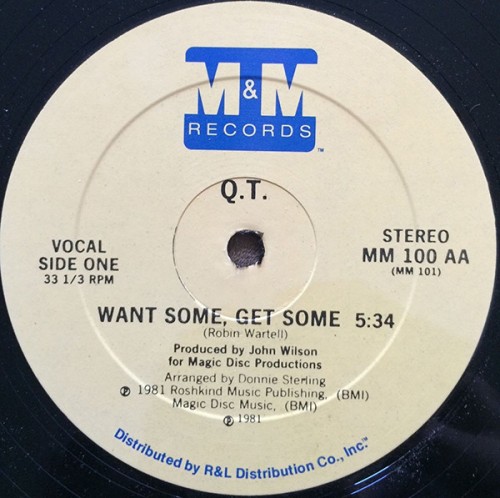 M&M
RECORDS
™
Q.T.
VOCAL
SIDE ONE
33 1/3 RPM
STEREO
MM 100 AA
(MM 101)
WANT SOME, GET SOME 5:34
(Robin Wartell)
Produced by John Wilson
for Magic Disc Productions
Arranged by Donnie Sterling
℗ 1981 Roshkind Music Publishing, (BMI)
Magic Disc Music, (BMI)
℗ 1981
Distributed by R&L Distribution Co., Inc.™